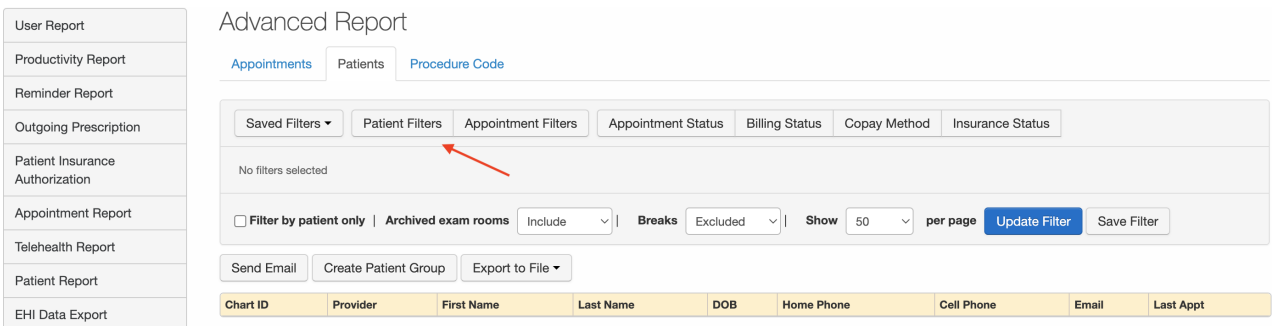 User Report
Productivity Report
Reminder Report
Outgoing Prescription
Patient Insurance
Authorization
Appointment Report
Telehealth Report
Patient Report
EHI Data Export
Advanced Report
Appointments Patients Procedure Code
Saved Filters Patient Filters Appointment Filters Appointment Status Billing Status Copay Method Insurance Status
No filters selected
Filter by patient only | Archived exam rooms Include | Breaks Excluded | Show 50 per page Update Filter Save Filter
Send Email Create Patient Group Export to File
Chart ID Provider First Name Last Name DOB Home Phone Cell Phone Email Last Appt